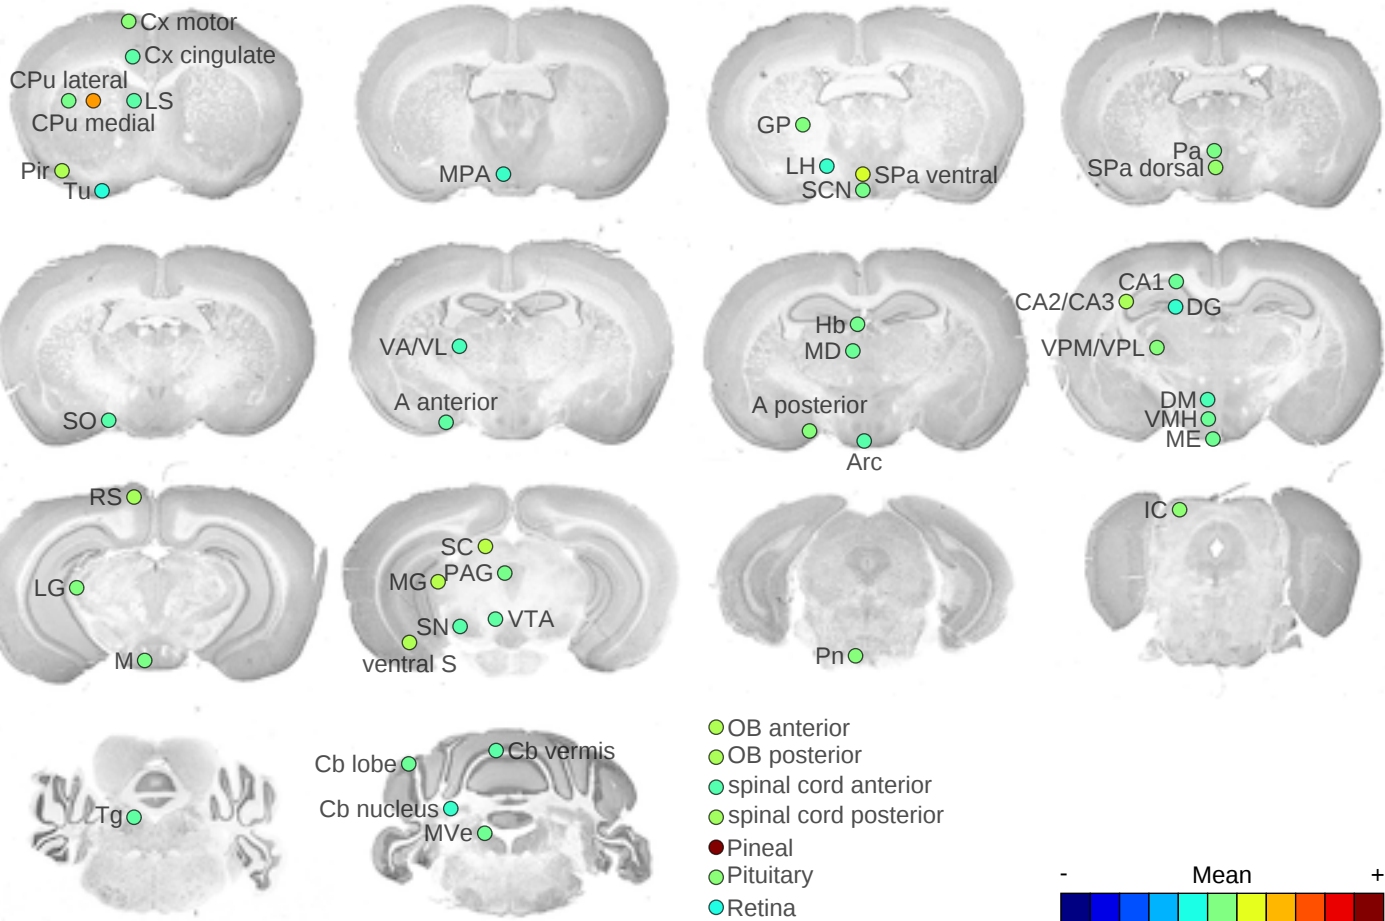 Cx motor
Cx cingulate
CPu lateral
LS
CPu medial
Pir
Tu
MPA
GP
LH
SPa ventral
SCN
Pa
SPa dorsal
SO
VA/VL
A anterior
Hb
MD
A posterior
Arc
CA1
CA2/CA3
DG
VPM/VPL
DM
VMH
ME
RS
LG
M
SC
MG
PAG
SN
VTA
ventral S
Pn
IC
Tg
Cb lobe
Cb vermis
Cb nucleus
MVe
OB anterior
OB posterior
spinal cord anterior
spinal cord posterior
Pineal
Pituitary
Retina
- Mean +